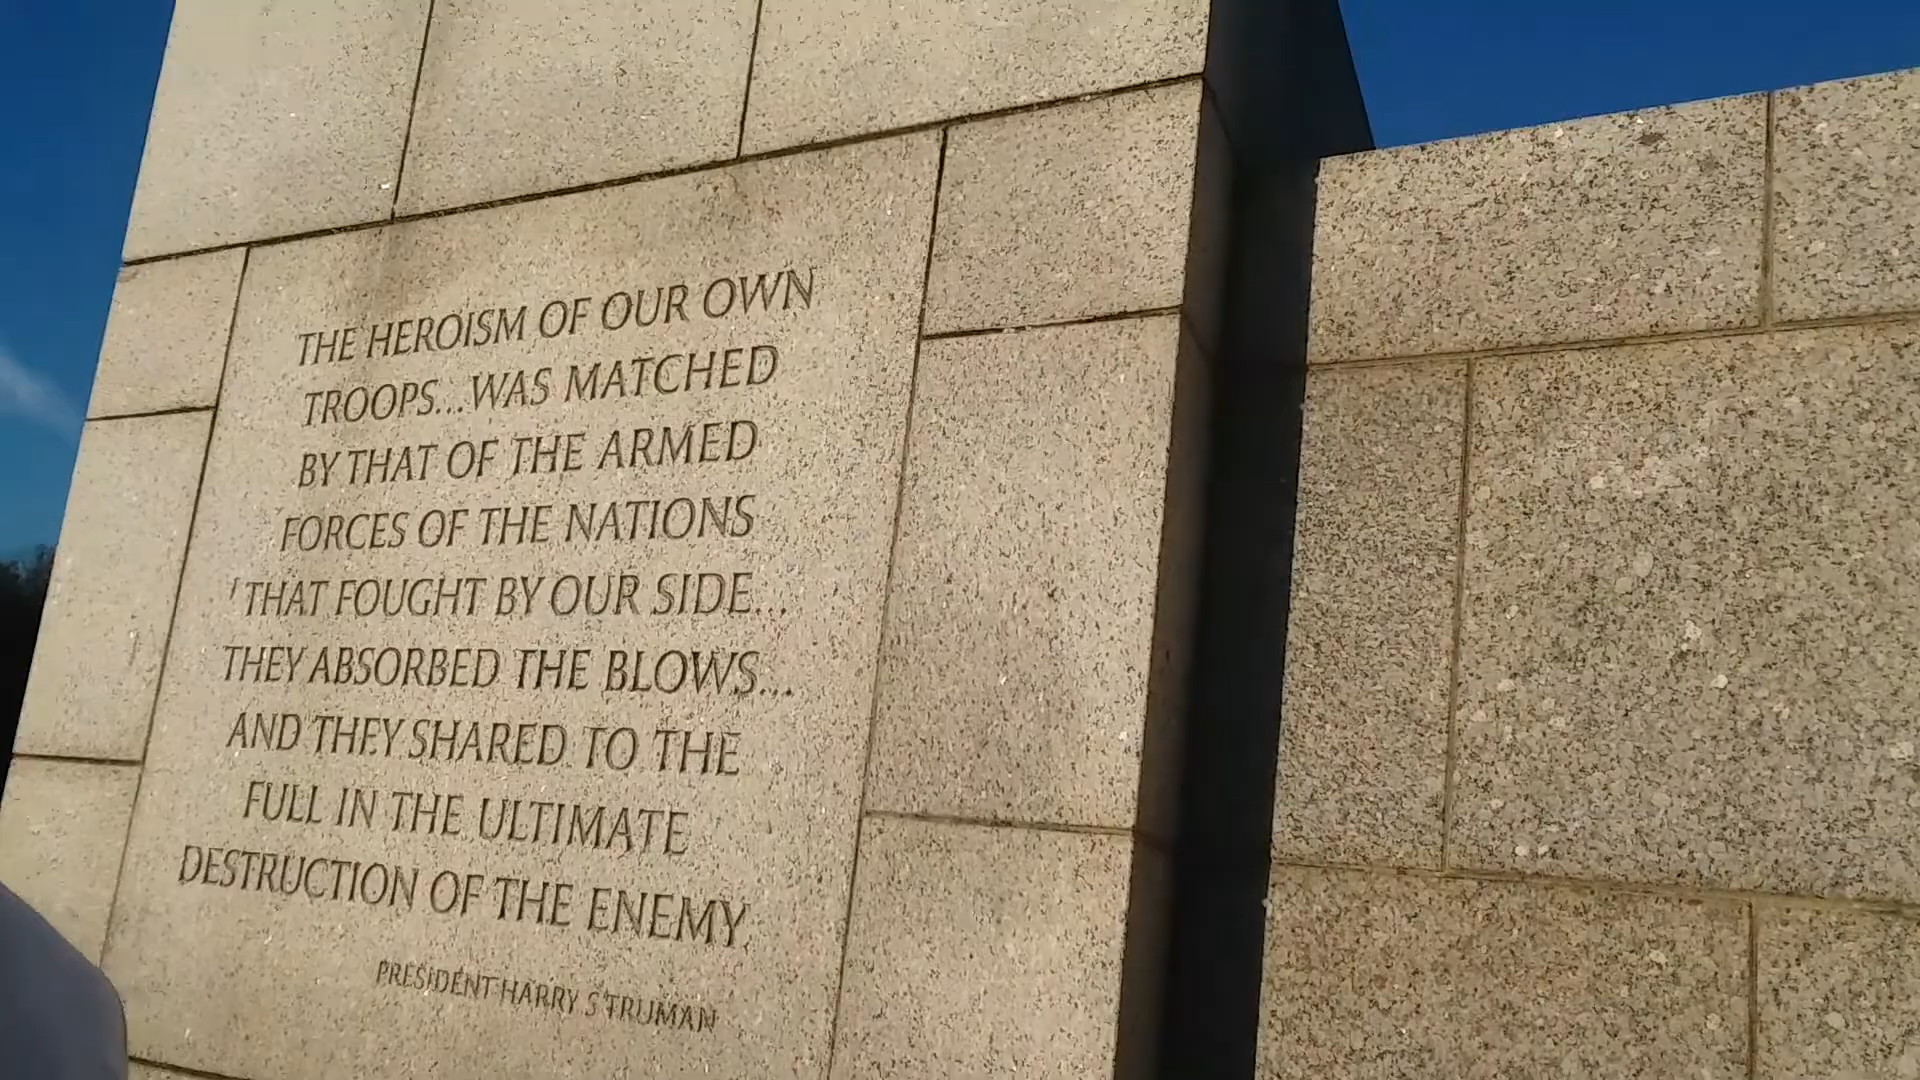 THE HEROISM OF OUR OWN
TROOPS...WAS MATCHED
BY THAT OF THE ARMED
FORCES OF THE NATIONS
THAT FOUGHT BY OUR SIDE...
THEY ABSORBED THE BLOWS...
AND THEY SHARED TO THE
FULL IN THE ULTIMATE
DESTRUCTION OF THE ENEMY.
PRESIDENT HARRY S TRUMAN